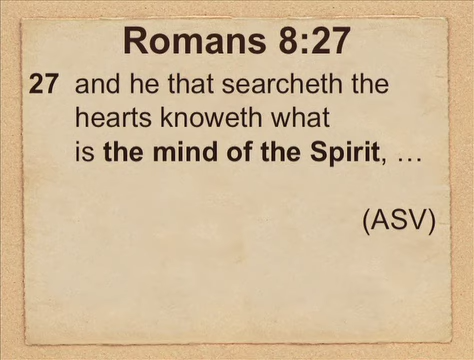 Romans 8:27
27 and he that searcheth the
hearts knoweth what
is the mind of the Spirit, …
(ASV)